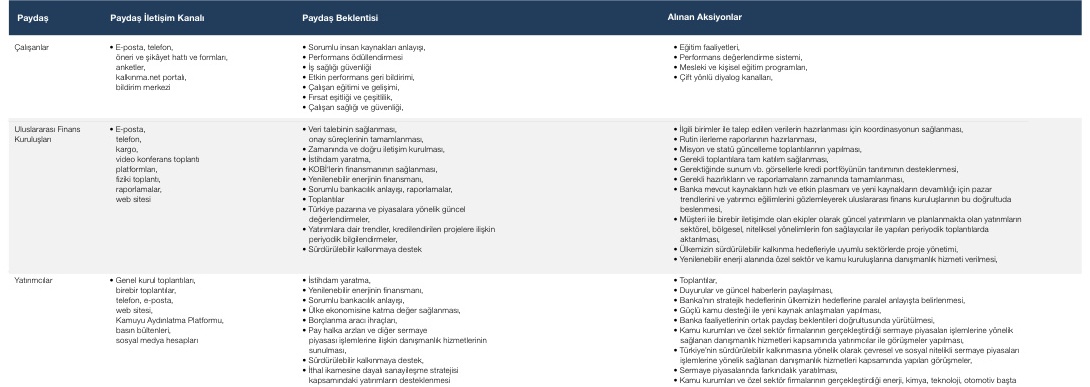 Paydaş
Paydaş İletişim Kanalı
Paydaş Beklentisi
Alınan Aksiyonlar
Çalışanlar
• E-posta, telefon,
öneri ve şikâyet hattı ve formları,
anketler,
kalkınma.net portalı,
bildirim merkezi
• Sorumlu insan kaynakları anlayışı,
• Performans ödüllendirmesi
• İş sağlığı güvenliği
• Etkin performans geri bildirimi,
• Çalışan eğitimi ve gelişimi,
• Fırsat eşitliği ve çeşitlilik,
• Çalışan sağlığı ve güvenliği,
• Eğitim faaliyetleri,
• Performans değerlendirme sistemi,
• Mesleki ve kişisel eğitim programları,
• Çift yönlü diyalog kanalları,
Uluslararası Finans
Kuruluşları
• E-posta,
telefon,
kargo,
video konferans toplantı
platformları,
fiziki toplantı,
raporlamalar,
web sitesi
• Veri talebinin sağlanması,
onay süreçlerinin tamamlanması,
• Zamanında ve doğru iletişim kurulması,
• İstihdam yaratma,
• KOBİ'lerin finansmanının sağlanması,
• Yenilenebilir enerjinin finansmanı,
• Sorumlu bankacılık anlayışı, raporlamalar,
• Toplantılar
• Türkiye pazarına ve piyasalara yönelik güncel
değerlendirmeler,
• Yatırımlara dair trendler, kredilendirilen projelere ilişkin
periyodik bilgilendirmeler,
• Sürdürülebilir kalkınmaya destek
• İlgili birimler ile talep edilen verilerin hazırlanması için koordinasyonun sağlanması,
• Rutin ilerleme raporlarının hazırlanması,
• Misyon ve statü güncelleme toplantılarının yapılması,
• Gerekli toplantılara tam katılım sağlanması,
• Gerektiğinde sunum vb. görsellerle kredi portföyünün tanıtımının desteklenmesi,
• Gerekli hazırlıkların ve raporlamaların zamanında tamamlanması,
• Banka mevcut kaynakların hızlı ve etkin plasmanı ve yeni kaynakların devamlılığı için pazar
trendlerini ve yatırımcı eğilimlerini gözlemleyerek uluslararası finans kuruluşlarının bu doğrultuda
beslenmesi,
• Müşteri ile birebir iletişimde olan ekipler olarak güncel yatırımların ve planlanmakta olan yatırımların
sektörel, bölgesel, niteliksel yönelimlerin fon sağlayıcılar ile yapılan periyodik toplantılarda
aktarılması,
• Ülkemizin sürdürülebilir kalkınma hedefleriyle uyumlu sektörlerde proje yönetimi,
• Yenilenebilir enerji alanında özel sektör ve kamu kuruluşlarına danışmanlık hizmeti verilmesi,
Yatırımcılar
• Genel kurul toplantıları,
birebir toplantıları,
telefon, e-posta,
web sitesi,
Kamuyu Aydınlatma Platformu,
basın bültenleri,
sosyal medya hesapları
• İstihdam yaratma,
• Yenilenebilir enerjinin finansmanı,
• Sorumlu bankacılık anlayışı,
• Ülke ekonomisine katma değer sağlanması,
• Borçlanma aracı ihraçları,
• Pay halka arzları ve diğer sermaye
piyasası işlemlerine ilişkin danışmanlık hizmetlerinin
sunulması,
• Sürdürülebilir kalkınmaya destek,
• İthal ikamesine dayalı sanayileşme stratejisi
kapsamındaki yatırımların desteklenmesi
• Toplantılar,
• Duyurular ve güncel haberlerin paylaşılması,
• Banka'nın stratejik hedeflerinin ülkemizin hedeflerine paralel anlayışta belirlenmesi,
• Güçlü kamu desteği ile yeni kaynak anlaşmaları yapılması,
• Banka faaliyetlerinin ortak paydaş beklentileri doğrultusunda yürütülmesi,
• Kamu kurumları ve özel sektör firmalarının gerçekleştirdiği sermaye piyasaları işlemlerine yönelik
sağlanan danışmanlık hizmetleri kapsamında yatırımcılar ile görüşmeler yapılması,
• Türkiye'nin sürdürülebilir kalkınmasına yönelik olarak çevresel ve sosyal nitelikli sermaye piyasaları
işlemlerine yönelik sağlanan danışmanlık hizmetleri kapsamında yapılan görüşmeler,
• Sermaye piyasalarında farkındalık yaratılması,
• Kamu kurumları ve özel sektör firmalarının gerçekleştirdiği enerji, kimya, teknoloji, otomotiv başta